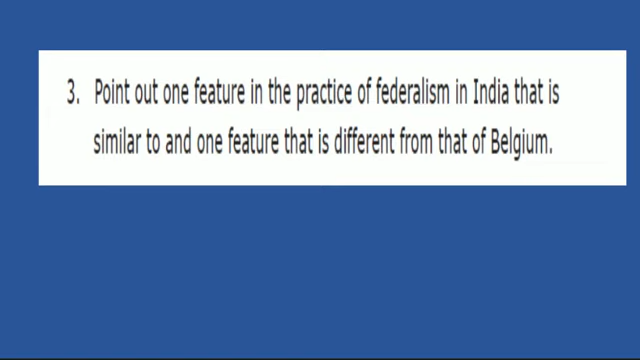 3. Point out one feature in the practice of federalism in India that is
similar to and one feature that is different from that of Belgium.